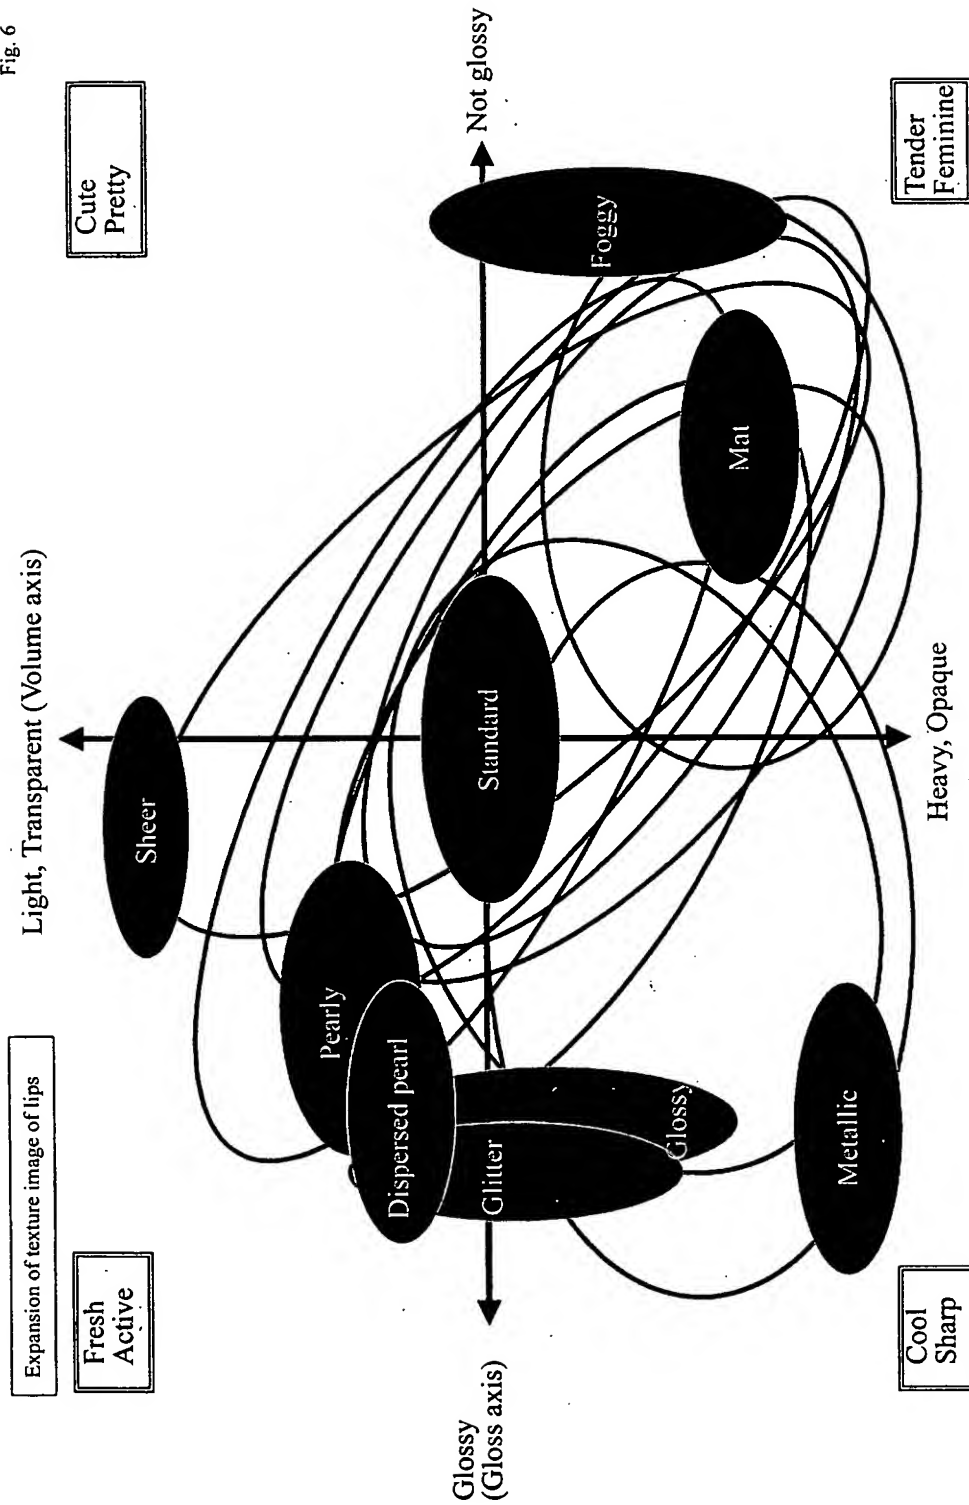 Fig. 6
Expansion of texture image of lips
Light, Transparent (Volume axis)
Fresh
Active
Cute
Pretty
Sheer
Pearly
Dispersed pearl
Glitter
Glossy
Standard
Foggy
Mat
Metallic
Glossy
(Gloss axis)
Not glossy
Cool
Sharp
Heavy, Opaque
Tender
Feminine